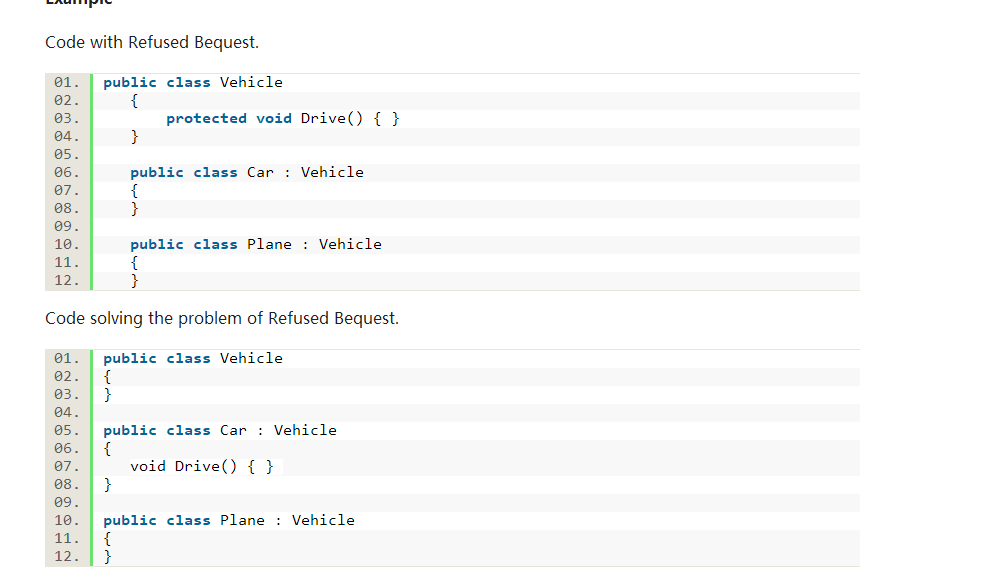 Example
Code with Refused Bequest.
01. public class Vehicle
02. {
03. protected void Drive() { }
04. }
05.
06. public class Car : Vehicle
07. {
08. }
09.
10. public class Plane : Vehicle
11. {
12. }
Code solving the problem of Refused Bequest.
01. public class Vehicle
02. {
03. }
04.
05. public class Car : Vehicle
06. {
07. void Drive() { }
08. }
09.
10. public class Plane : Vehicle
11. {
12. }